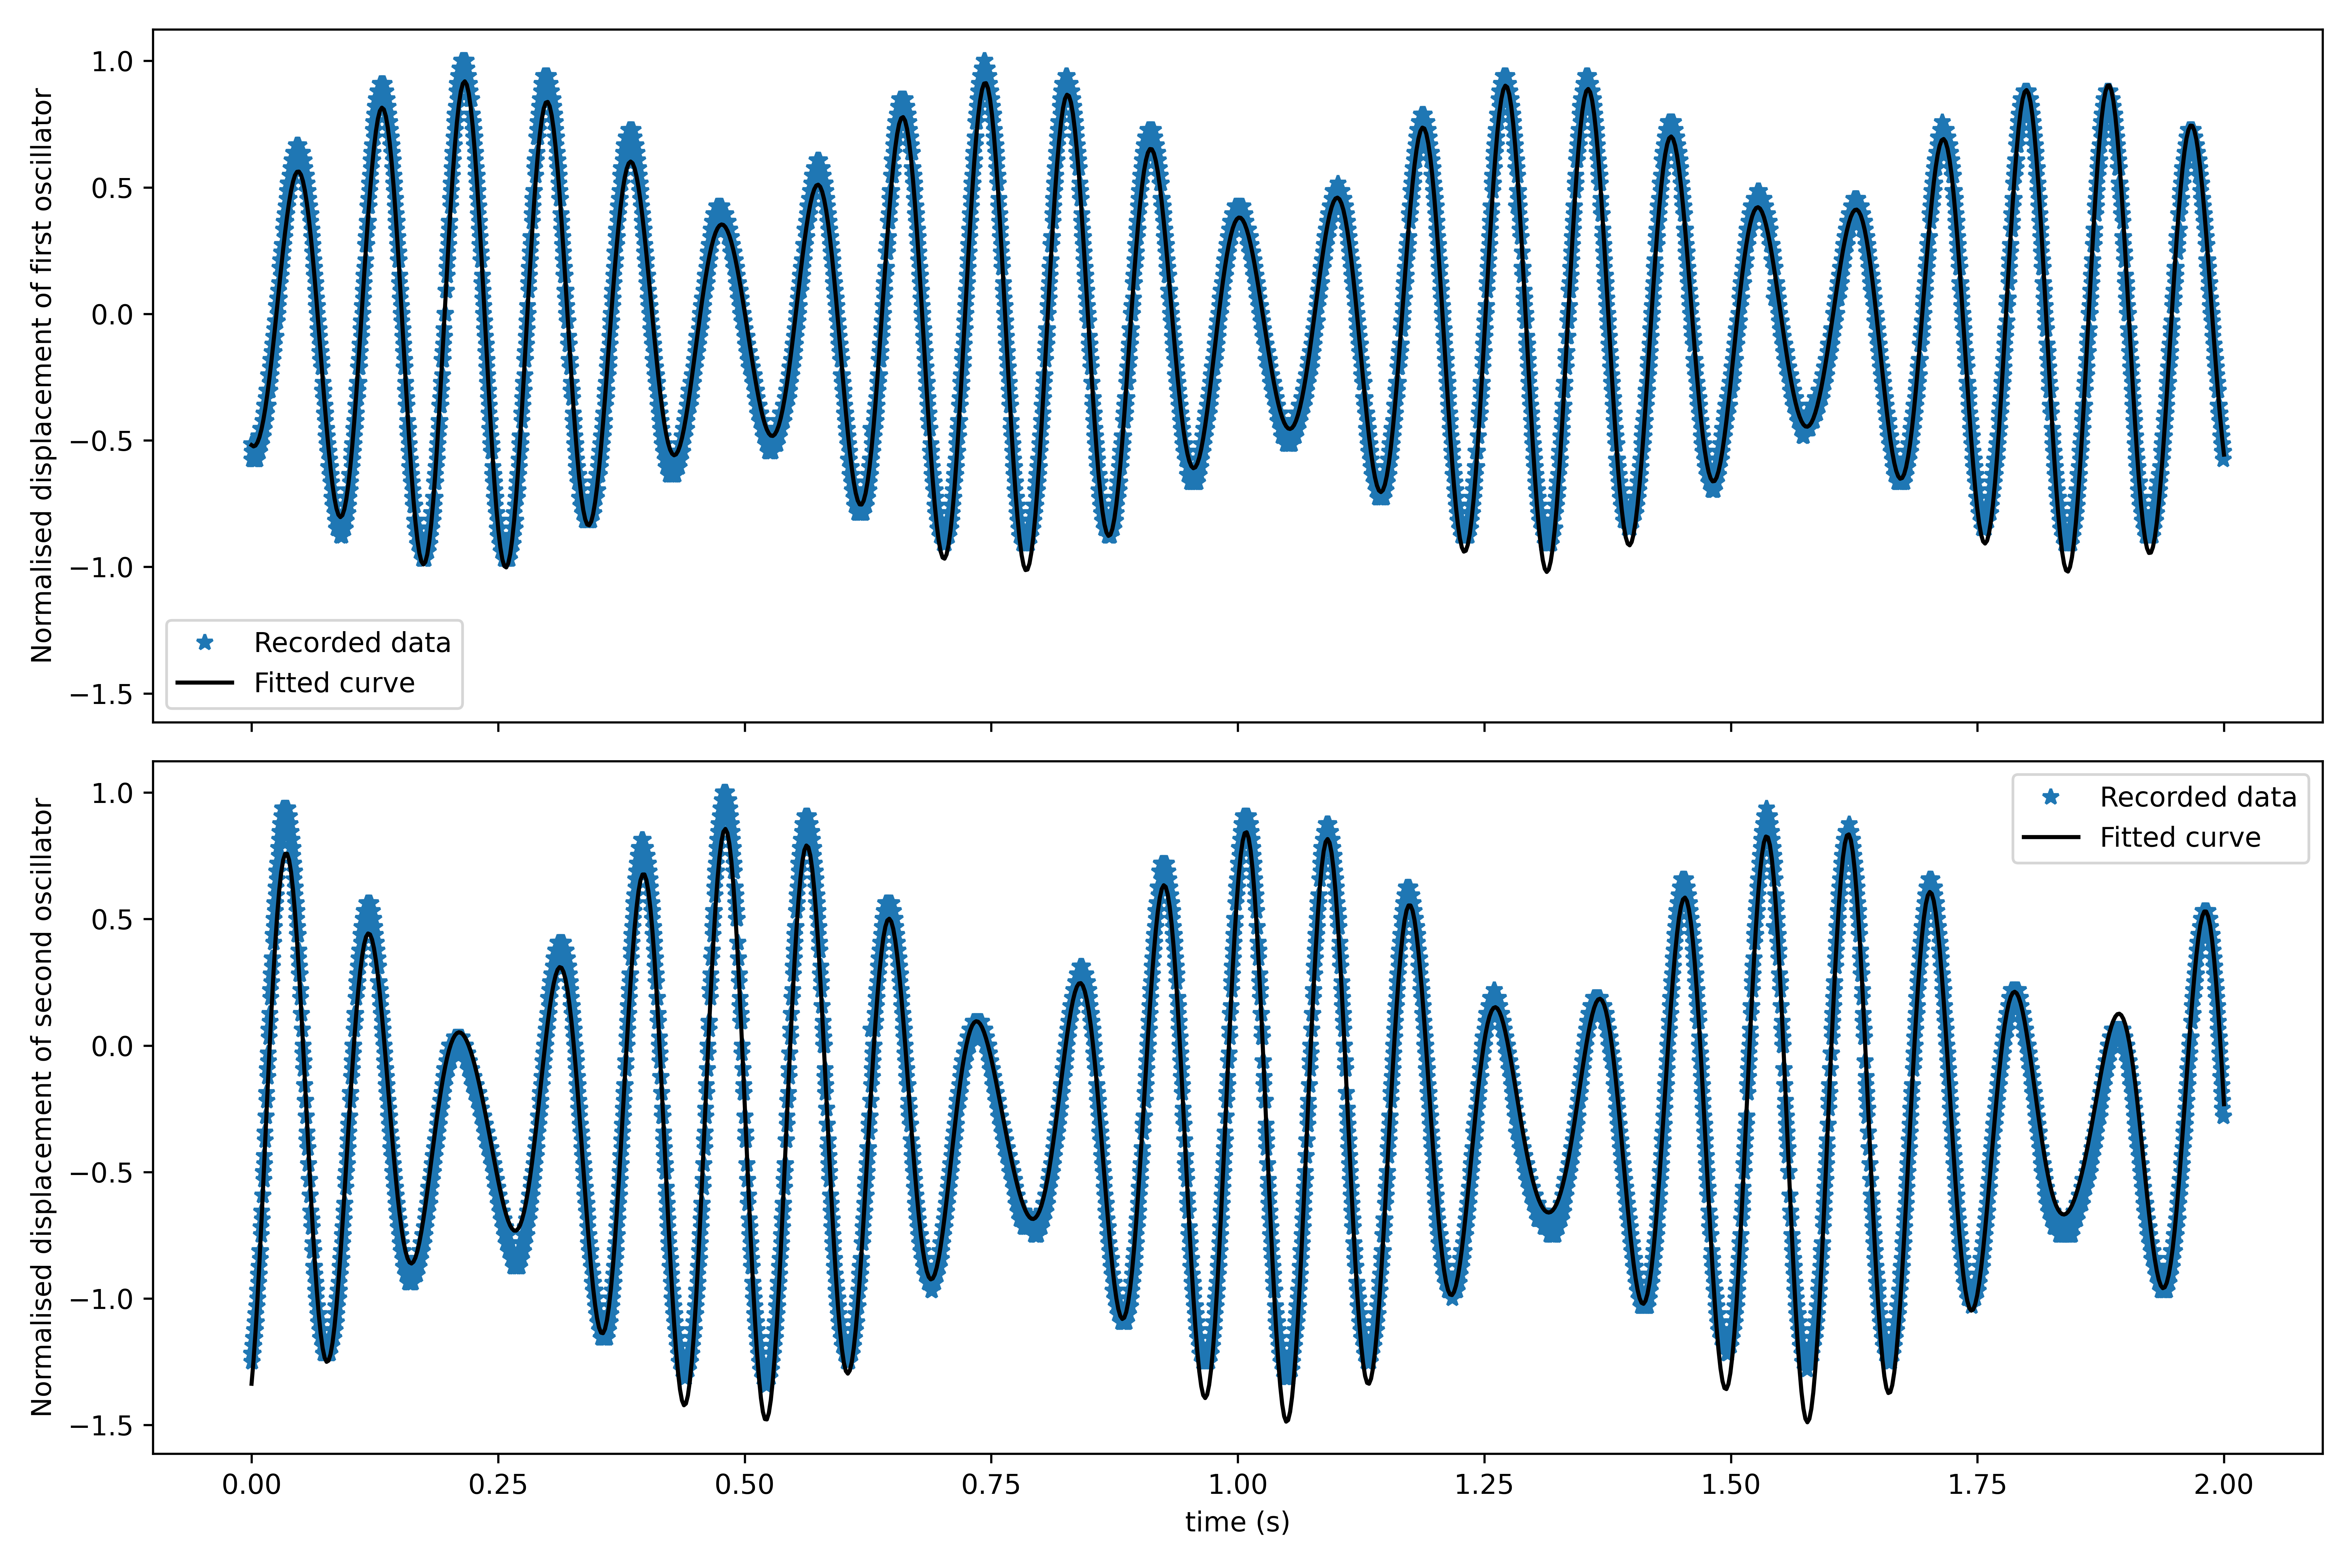 Normalised displacement of first oscillator
1.0
0.5
0.0
−0.5
−1.0
−1.5
Recorded data
Fitted curve
Normalised displacement of second oscillator
1.0
0.5
0.0
−0.5
−1.0
−1.5
Recorded data
Fitted curve
0.00 0.25 0.50 0.75 1.00 1.25 1.50 1.75 2.00
time (s)